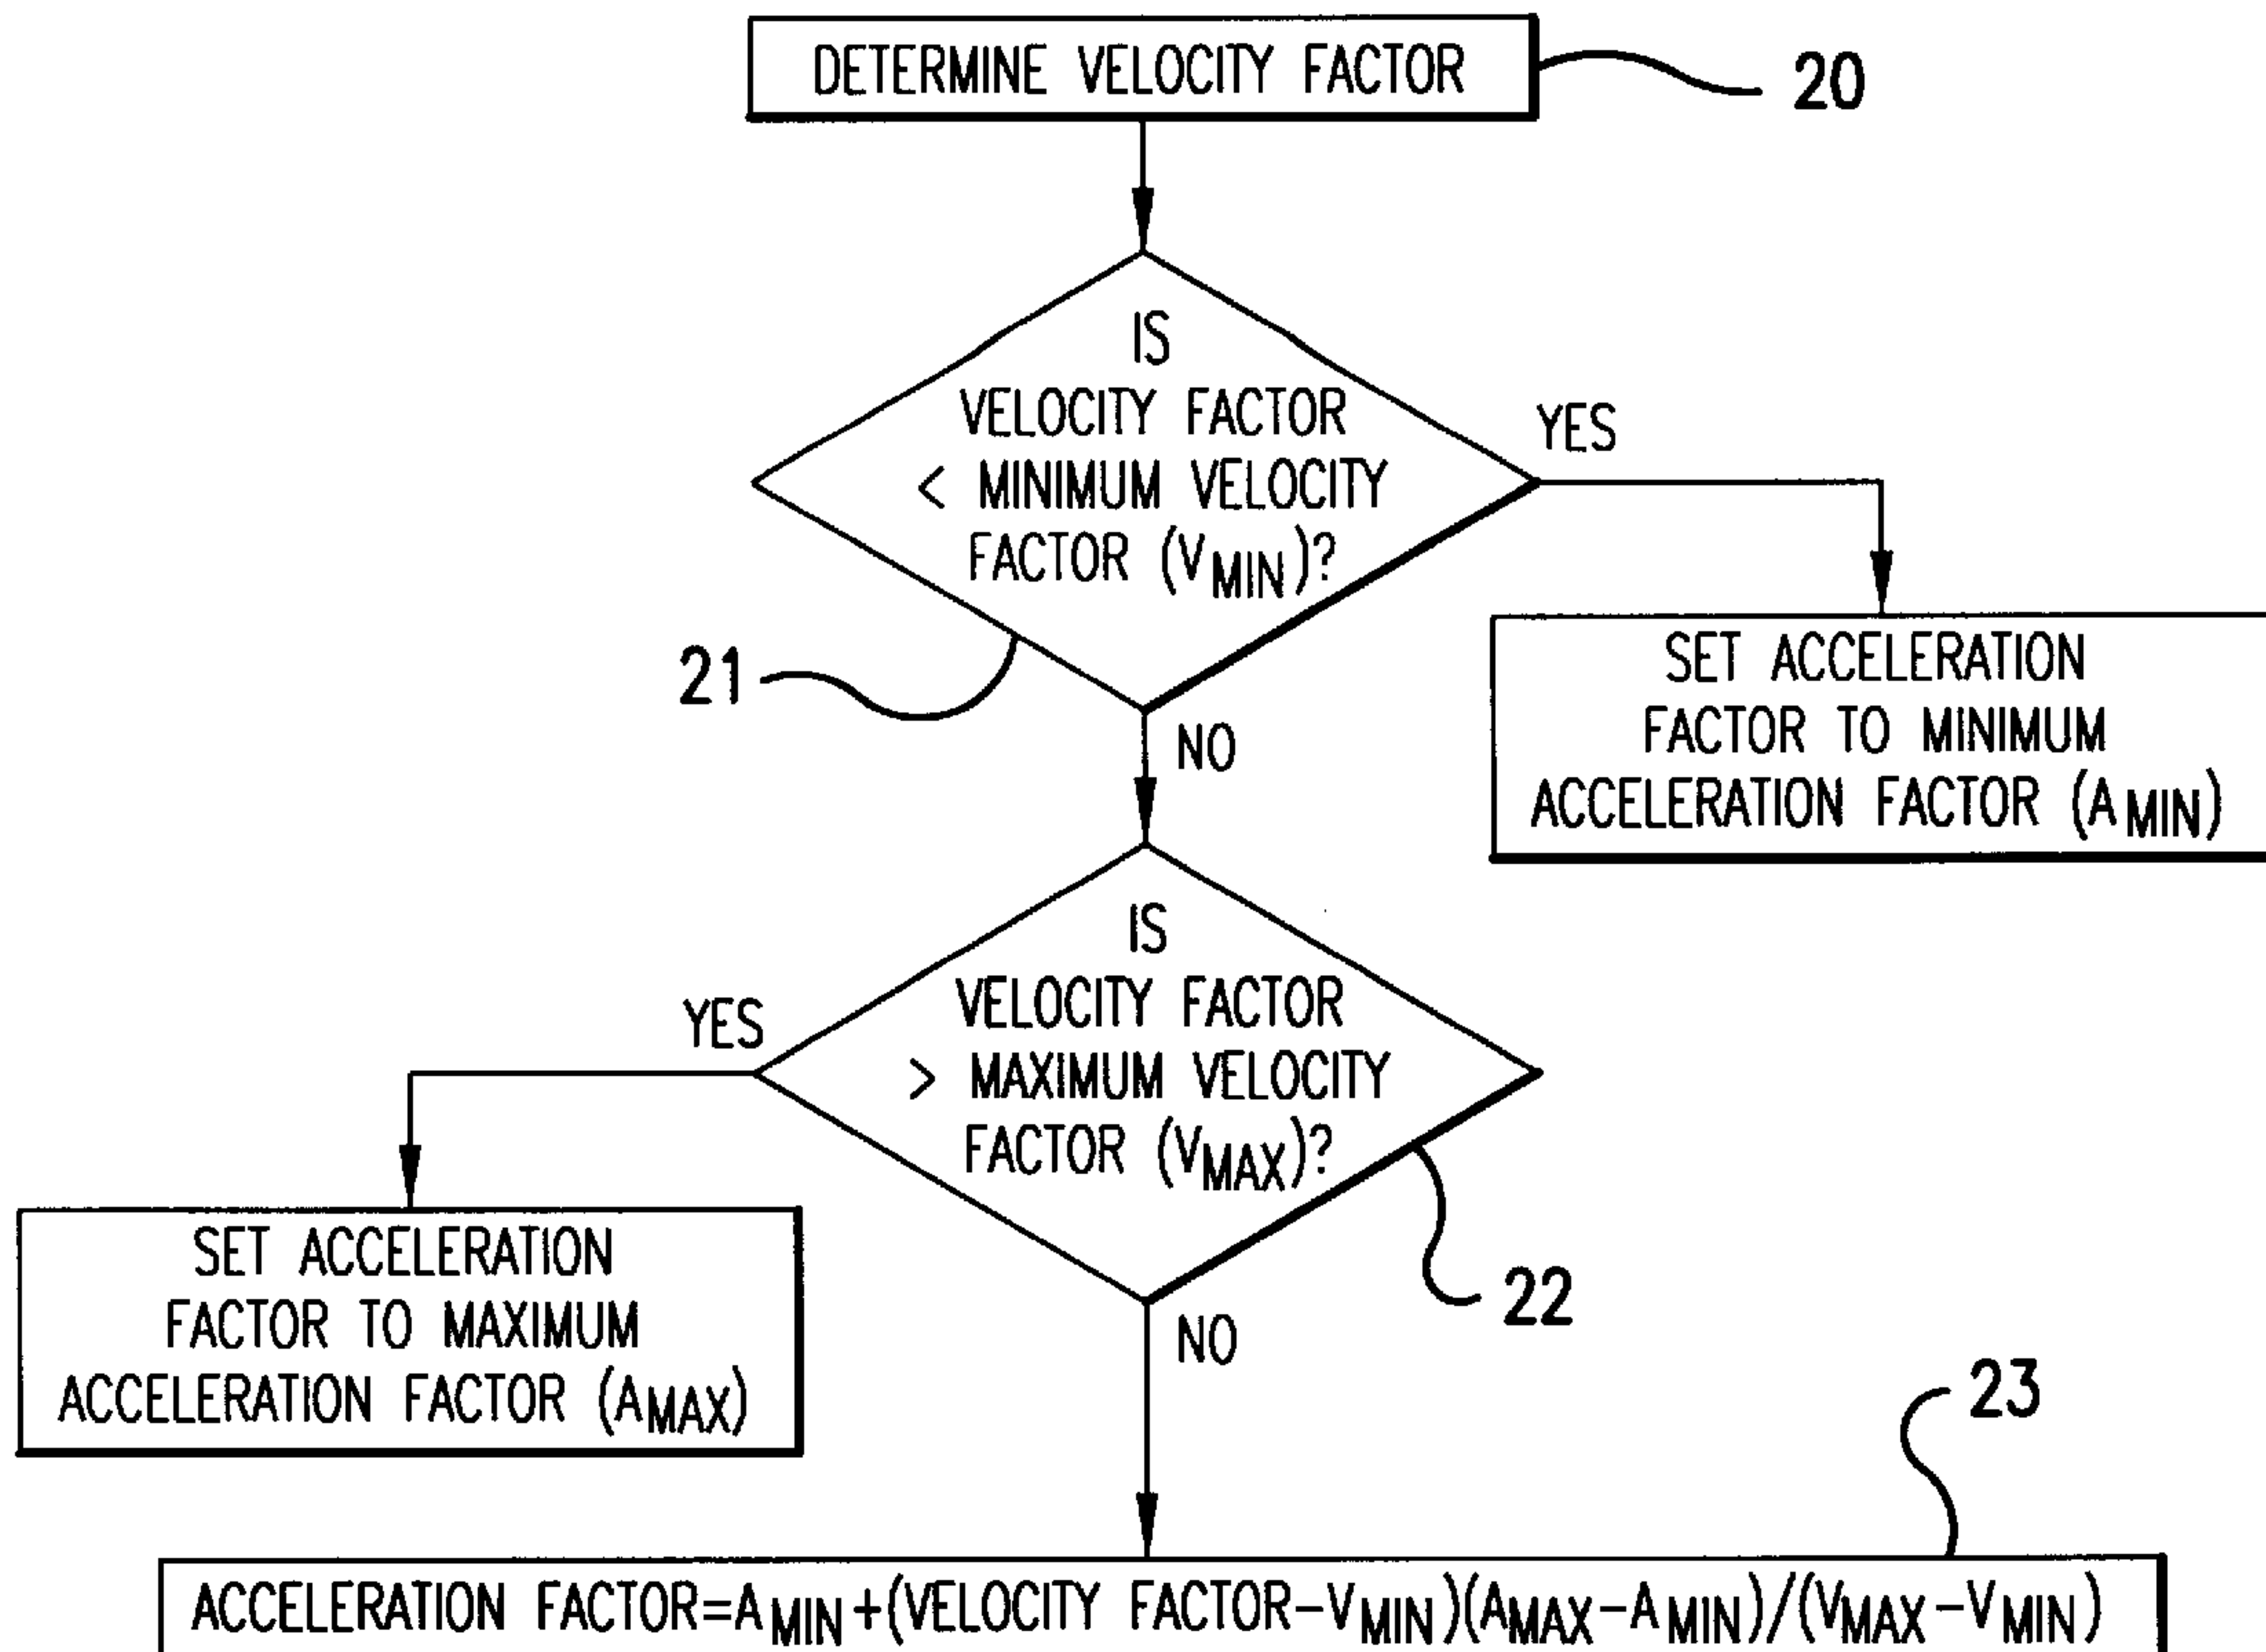 DETERMINE VELOCITY FACTOR
20
IS
VELOCITY FACTOR
< MINIMUM VELOCITY
FACTOR (VMIN)?
YES
21
NO
SET ACCELERATION
FACTOR TO MINIMUM
ACCELERATION FACTOR (AMIN)
IS
VELOCITY FACTOR
> MAXIMUM VELOCITY
FACTOR (VMAX)?
YES
22
NO
SET ACCELERATION
FACTOR TO MAXIMUM
ACCELERATION FACTOR (AMAX)
23
ACCELERATION FACTOR=AMIN+(VELOCITY FACTOR-VMIN)(AMAX-AMIN)/(VMAX-VMIN)